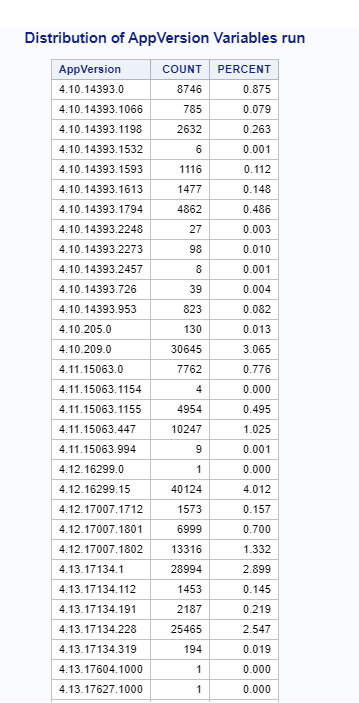 Distribution of AppVersion Variables run
AppVersion COUNT PERCENT
4.10.14393.0 8746 0.875
4.10.14393.1066 785 0.079
4.10.14393.1198 2632 0.263
4.10.14393.1532 6 0.001
4.10.14393.1593 1116 0.112
4.10.14393.1613 1477 0.148
4.10.14393.1794 4862 0.486
4.10.14393.2248 27 0.003
4.10.14393.2273 98 0.010
4.10.14393.2457 8 0.001
4.10.14393.726 39 0.004
4.10.14393.953 823 0.082
4.10.205.0 130 0.013
4.10.209.0 30645 3.065
4.11.15063.0 7762 0.776
4.11.15063.1154 4 0.000
4.11.15063.1155 4954 0.495
4.11.15063.447 10247 1.025
4.11.15063.994 9 0.001
4.12.16299.0 1 0.000
4.12.16299.15 40124 4.012
4.12.17007.1712 1573 0.157
4.12.17007.1801 6999 0.700
4.12.17007.1802 13316 1.332
4.13.17134.1 28994 2.899
4.13.17134.112 1453 0.145
4.13.17134.191 2187 0.219
4.13.17134.228 25465 2.547
4.13.17134.319 194 0.019
4.13.17604.1000 1 0.000
4.13.17627.1000 1 0.000